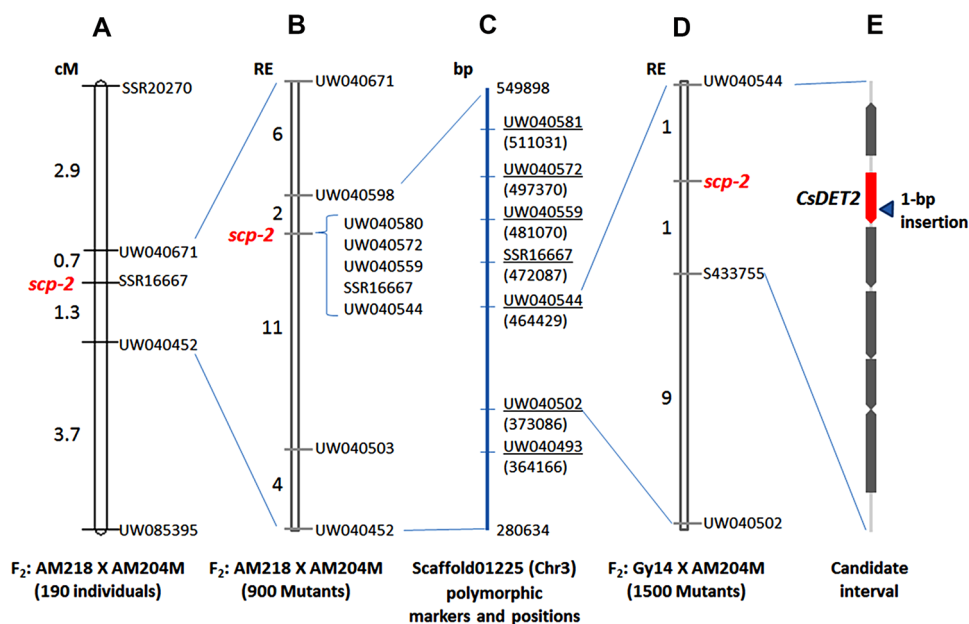 A
cM
SSR20270
2.9
UW040671
0.7
scp-2
SSR16667
1.3
UW040452
3.7
UW085395
F2: AM218 X AM204M
(190 individuals)
B
RE
UW040671
6
UW040598
2
scp-2
UW040580
UW040572
UW040559
SSR16667
UW040544
11
UW040503
4
UW040452
F2: AM218 X AM204M
(900 Mutants)
C
bp
549898
UW040581
(511031)
UW040572
(497370)
UW040559
(481070)
SSR16667
(472087)
UW040544
(464429)
UW040502
(373086)
UW040493
(364166)
280634
Scaffold01225 (Chr3)
polymorphic
markers and positions
D
RE
UW040544
1
scp-2
1
S433755
9
UW040502
F2: Gy14 X AM204M
(1500 Mutants)
E
CsDET2
1-bp
insertion
Candidate
interval